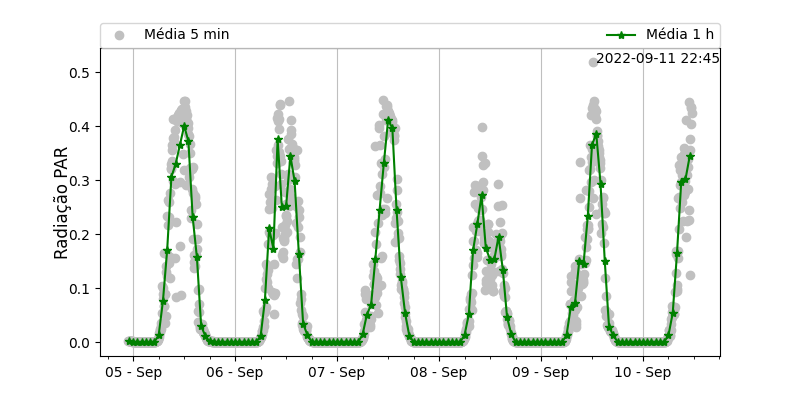 Média 5 min
Média 1 h
2022-09-11 22:45
Radiação PAR
0.5
0.4
0.3
0.2
0.1
0.0
05 - Sep
06 - Sep
07 - Sep
08 - Sep
09 - Sep
10 - Sep